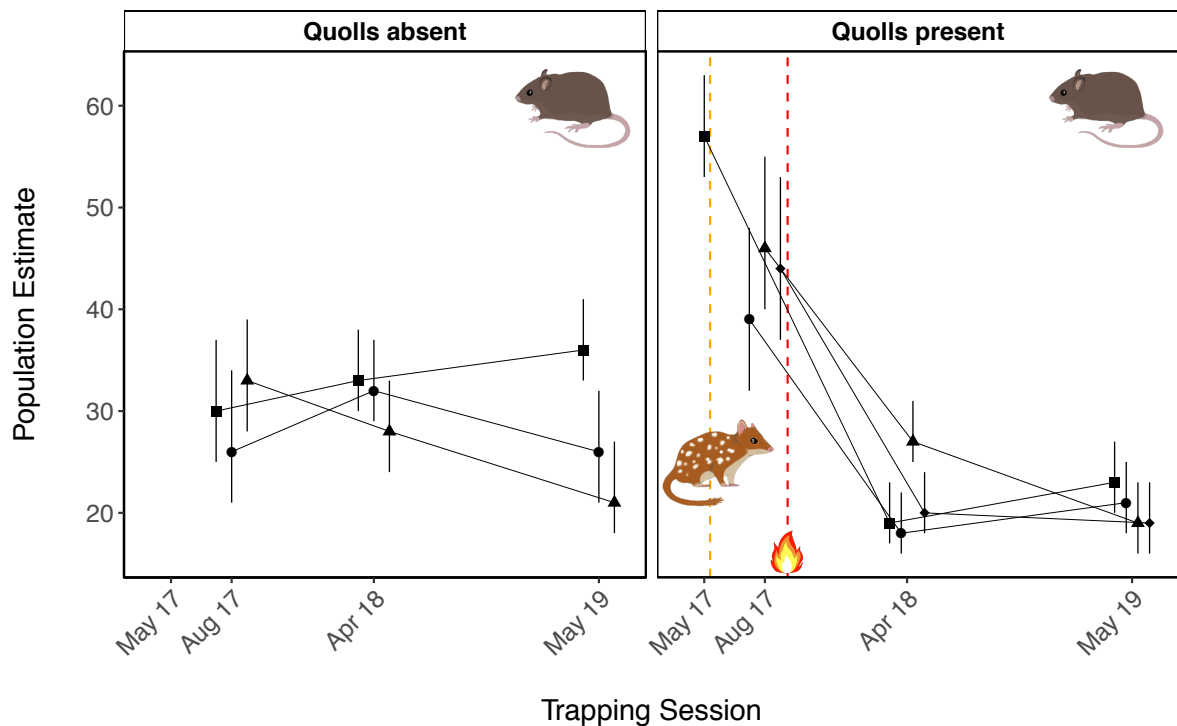 Quolls absent
Quolls present
Population Estimate
60
50
40
30
20
May 17
Aug 17
Apr 18
May 19
May 17
Aug 17
Apr 18
May 19
Trapping Session